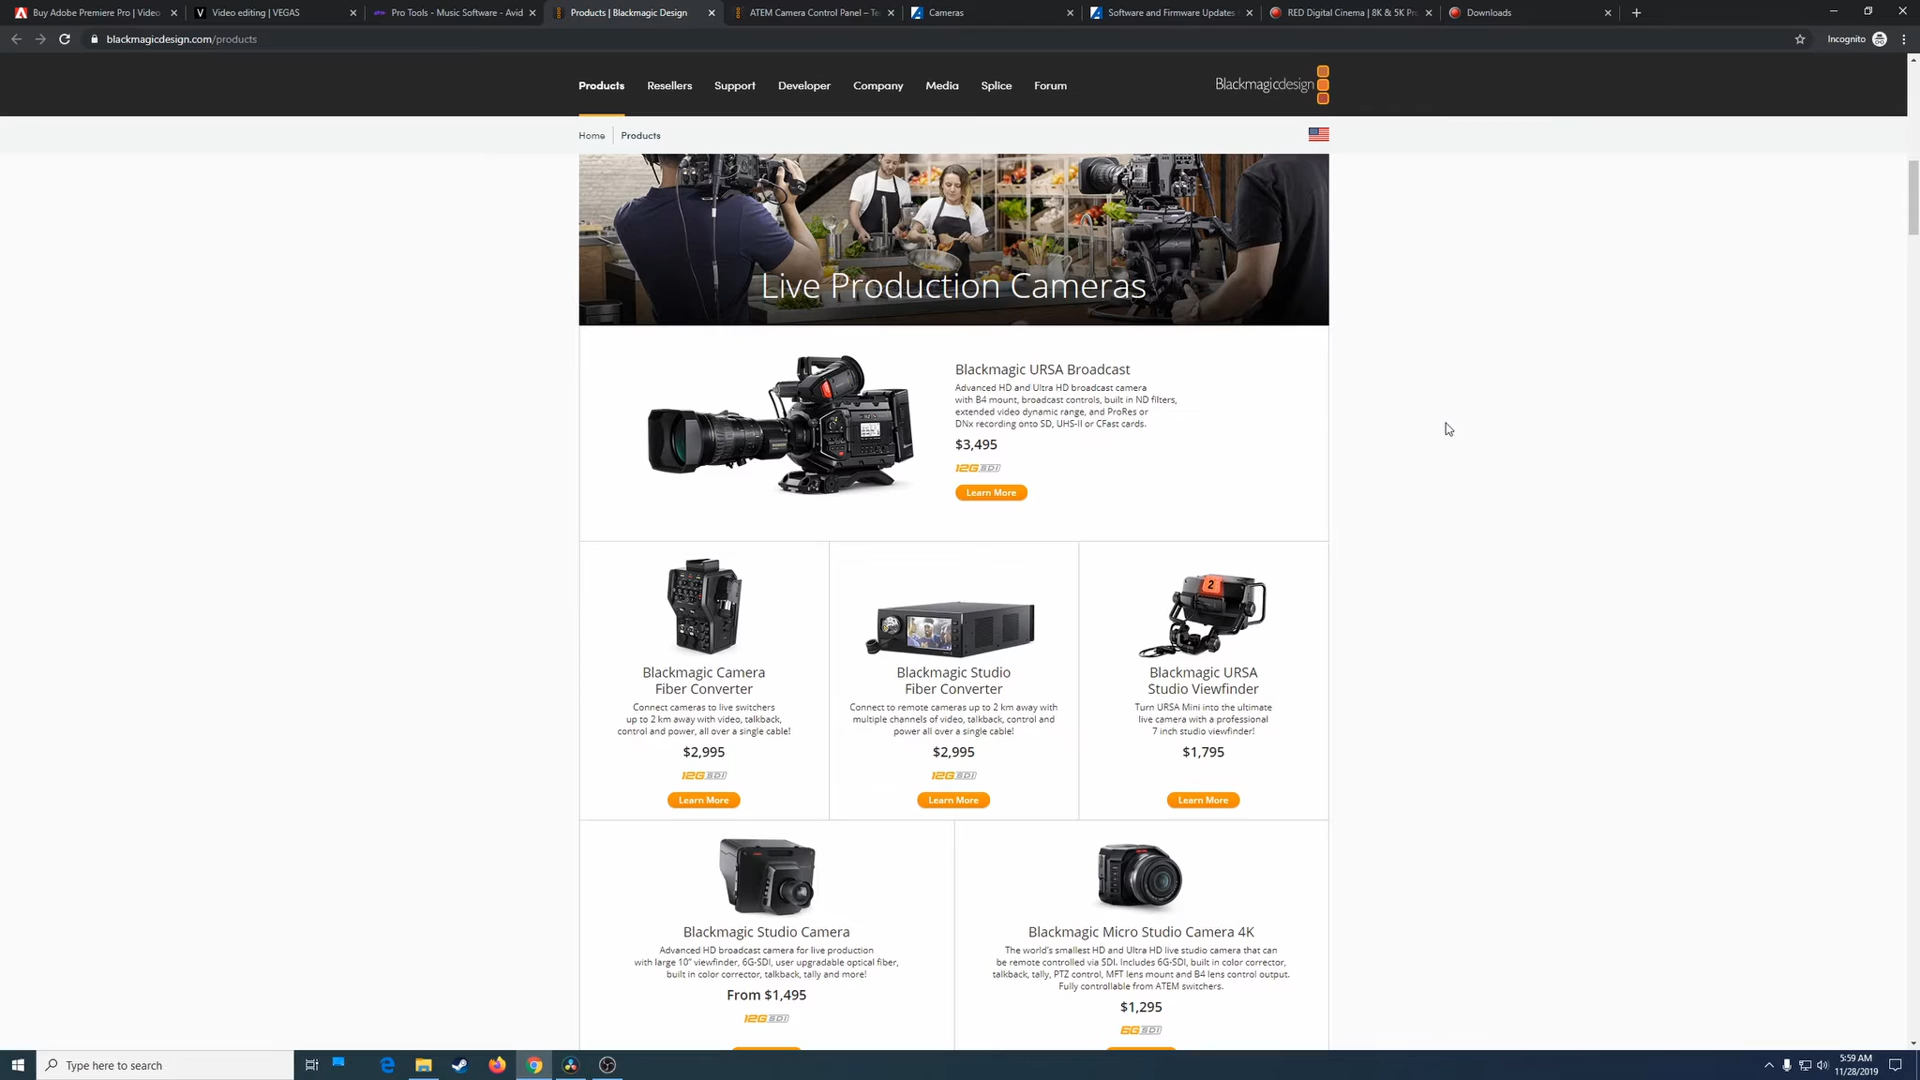 Buy Adobe Premiere Pro | Video
Video editing | VEGAS
Pro Tools - Music Software - Avid
Products | Blackmagic Design
ATEM Camera Control Panel – Te
Cameras
Software and Firmware Updates
RED Digital Cinema | 8K & 5K Pr
Downloads
blackmagicdesign.com/products
Incognito
Products
Resellers
Support
Developer
Company
Media
Splice
Forum
Blackmagicdesign
Home
Products
Live Production Cameras
Blackmagic URSA Broadcast
Advanced HD and Ultra HD broadcast camera
with B4 mount, broadcast controls, built in ND filters,
extended video dynamic range, and ProRes or
DNx recording onto SD, UHS-II or CFast cards.
$3,495
12G SDI
Learn More
2
Blackmagic Camera
Fiber Converter
Connect cameras to live switchers
up to 2 km away with video, talkback,
control and power, all over a single cable!
$2,995
12G SDI
Learn More
Blackmagic Studio
Fiber Converter
Connect to remote cameras up to 2 km away with
multiple channels of video, talkback, control and
power all over a single cable!
$2,995
12G SDI
Learn More
Blackmagic URSA
Studio Viewfinder
Turn URSA Mini into the ultimate
live camera with a professional
7 inch studio viewfinder!
$1,795
Learn More
Blackmagic Studio Camera
Advanced HD broadcast camera for live production
with large 10" viewfinder, 6G-SDI, user upgradable optical fiber,
built in color corrector, talkback, tally and more!
From $1,495
12G SDI
Blackmagic Micro Studio Camera 4K
The world's smallest HD and Ultra HD live studio camera that can
be remote controlled via SDI. Includes 6G-SDI, built in color corrector,
talkback, tally, PTZ control, MFT lens mount and B4 lens control output.
Fully controllable from ATEM switchers.
$1,295
6G SDI
Type here to search
5:59 AM
11/28/2019